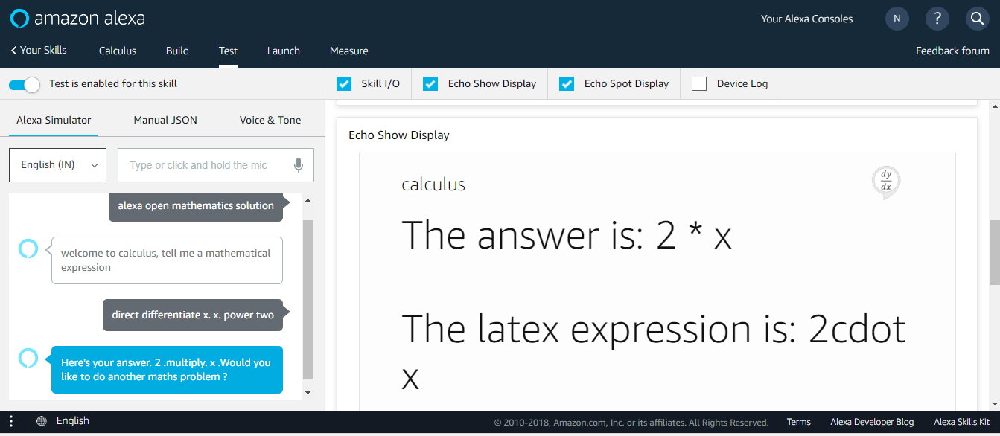 amazon alexa
Your Alexa Consoles
N
?
Your Skills
Calculus
Build
Test
Launch
Measure
Feedback forum
Test is enabled for this skill
Skill I/O
Echo Show Display
Echo Spot Display
Device Log
Alexa Simulator
Manual JSON
Voice & Tone
English (IN)
Type or click and hold the mic
alexa open mathematics solution
welcome to calculus, tell me a mathematical
expression
direct differentiate x. x. power two
Here's your answer. 2 .multiply. x .Would you
like to do another maths problem ?
Echo Show Display
calculus
dy
dx
The answer is: 2 * x
The latex expression is: 2cdot
x
English
© 2010-2018, Amazon.com, Inc. or its affiliates. All Rights Reserved.
Terms
Alexa Developer Blog
Alexa Skills Kit